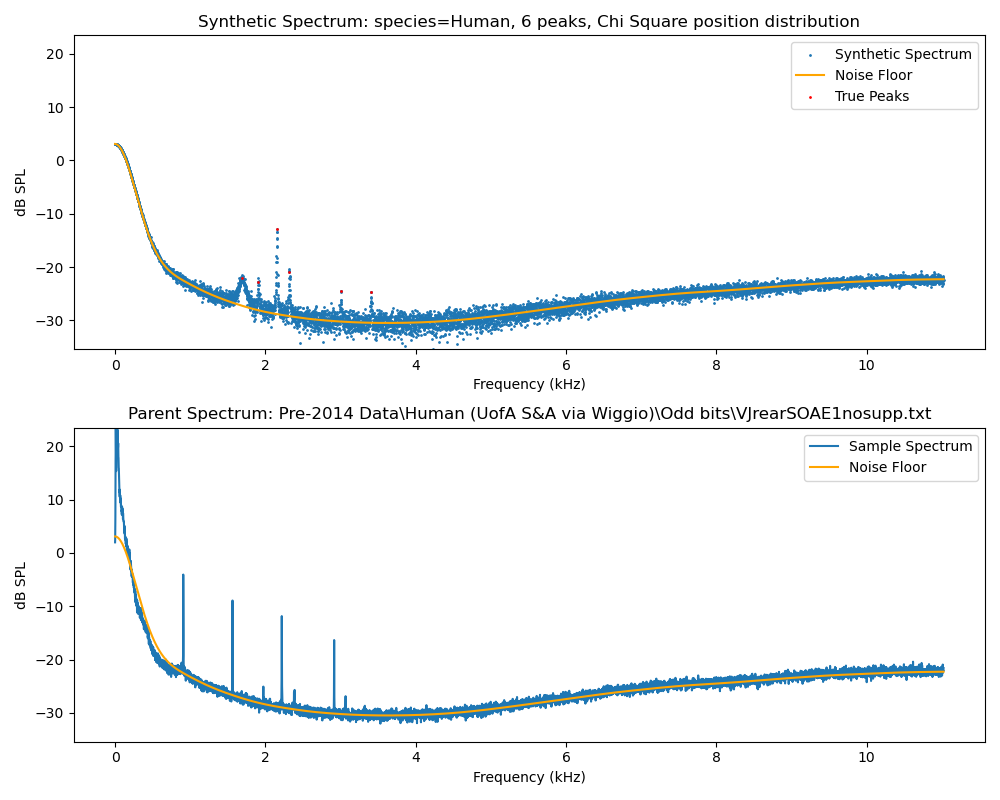 Synthetic Spectrum: species=Human, 6 peaks, Chi Square position distribution
20
10
0
−10
−20
−30
dB SPL
Synthetic Spectrum
Noise Floor
True Peaks
0 2 4 6 8 10
Frequency (kHz)
Parent Spectrum: Pre-2014 Data\Human (UofA S&A via Wiggio)\Odd bits\VJrearSOAE1nosupp.txt
20
10
0
−10
−20
−30
dB SPL
Sample Spectrum
Noise Floor
0 2 4 6 8 10
Frequency (kHz)